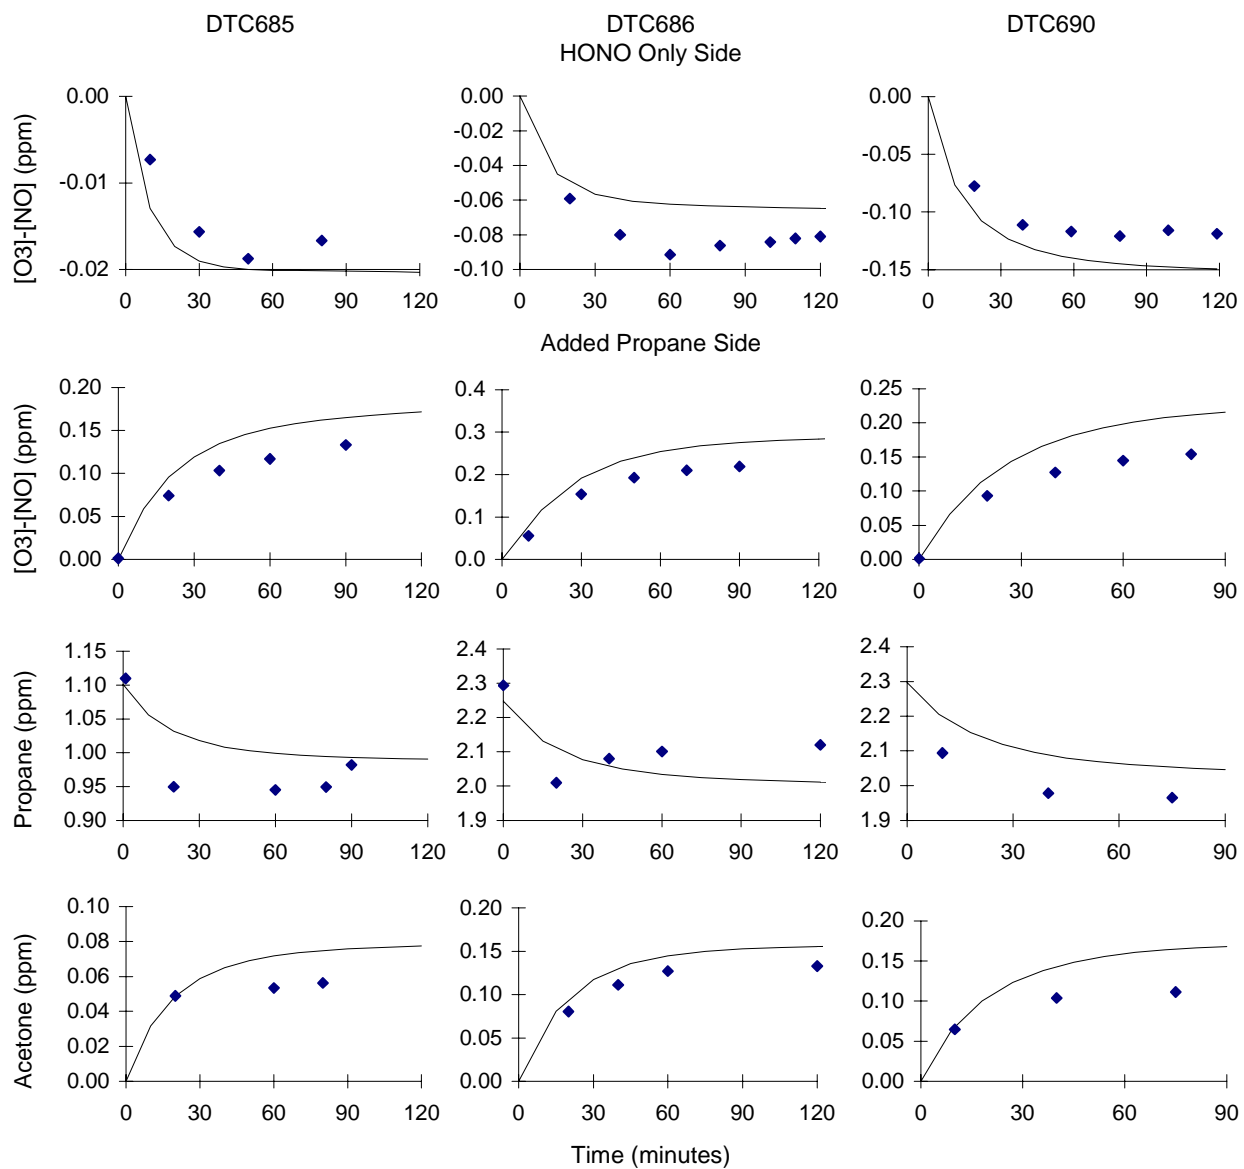 DTC685 DTC686 DTC690
HONO Only Side
[O3]-[NO] (ppm)
0.00 0.00 0.00
-0.02
-0.05
-0.01 -0.04
-0.06
-0.10
-0.08
-0.02 -0.10 -0.15
0 30 60 90 120 0 30 60 90 120 0 30 60 90 120
Added Propane Side
[O3]-[NO] (ppm)
0.20 0.4 0.25
0.20
0.15 0.3
0.15
0.10 0.2
0.10
0.05 0.1
0.05
0.00 0.0 0.00
0 30 60 90 120 0 30 60 90 120 0 30 60 90
Propane (ppm)
1.15 2.4 2.4
1.10 2.3 2.3
1.05 2.2 2.2
1.00 2.1 2.1
0.95 2.0 2.0
0.90 1.9 1.9
0 30 60 90 120 0 30 60 90 120 0 30 60 90
Acetone (ppm)
0.10 0.20 0.20
0.08 0.15 0.15
0.06
0.10 0.10
0.04
0.02 0.05 0.05
0.00 0.00 0.00
0 30 60 90 120 0 30 60 90 120 0 30 60 90
Time (minutes)